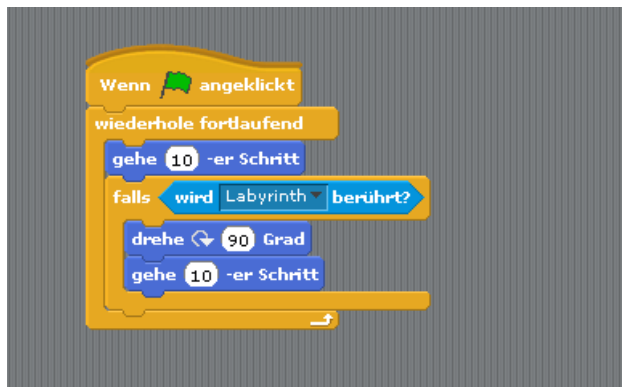 Wenn angeklickt
wiederhole fortlaufend
gehe 10 -er Schritt
falls wird Labyrinth berührt?
drehe 90 Grad
gehe 10 -er Schritt